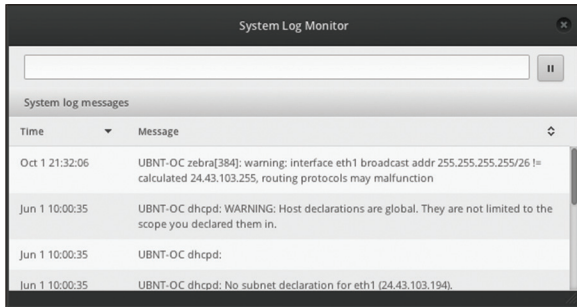 System Log Monitor
System log messages
Time Message
Oct 1 21:32:06 UBNT-OC zebra[384]: warning: interface eth1 broadcast addr 255.255.255.255/26 !=
calculated 24.43.103.255, routing protocols may malfunction
Jun 1 10:00:35 UBNT-OC dhcpd: WARNING: Host declarations are global. They are not limited to the
scope you declared them in.
Jun 1 10:00:35 UBNT-OC dhcpd:
Jun 1 10:00:35 UBNT-OC dhcpd: No subnet declaration for eth1 (24.43.103.194).